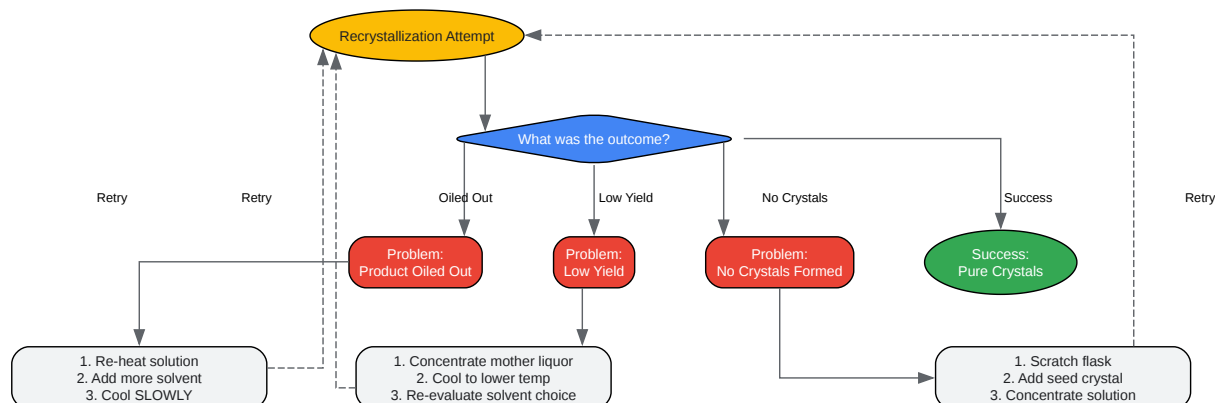 Recrystallization Attempt
What was the outcome?
Retry
Retry
Oiled Out
Low Yield
No Crystals
Success
Retry
Problem:
Product Oiled Out
Problem:
Low Yield
Problem:
No Crystals Formed
Success:
Pure Crystals
1. Re-heat solution
2. Add more solvent
3. Cool SLOWLY
1. Concentrate mother liquor
2. Cool to lower temp
3. Re-evaluate solvent choice
1. Scratch flask
2. Add seed crystal
3. Concentrate solution